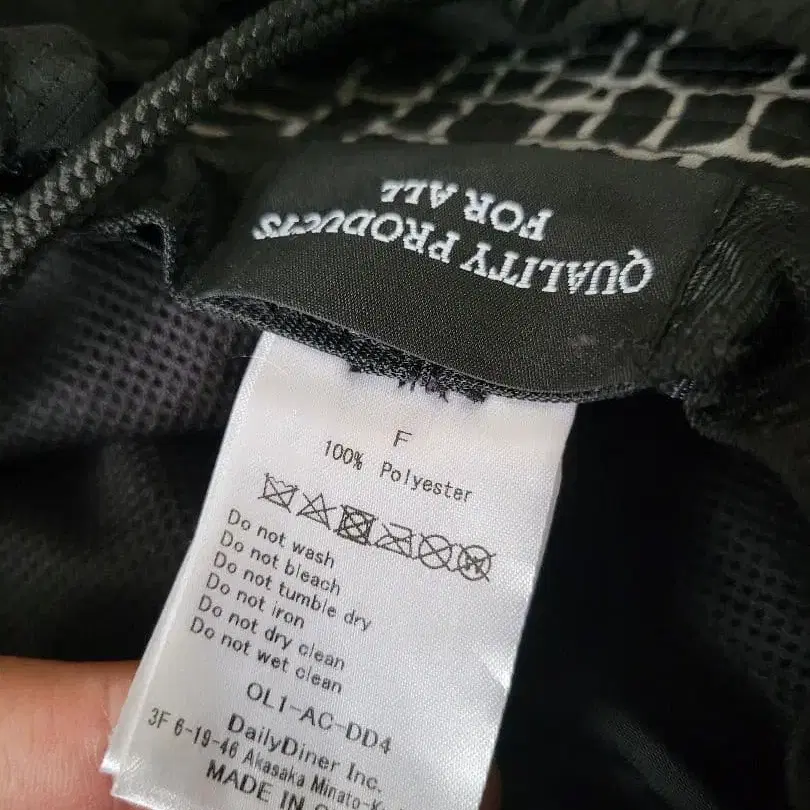 QUALITY PRODUCTS
FOR ALL
F
100% Polyester
Do not wash
Do not bleach
Do not tumble dry
Do not iron
Do not dry clean
Do not wet clean
OL1-AC-DD4
DailyDiner Inc.
3F 6-19-46 Akasaka
MADE IN